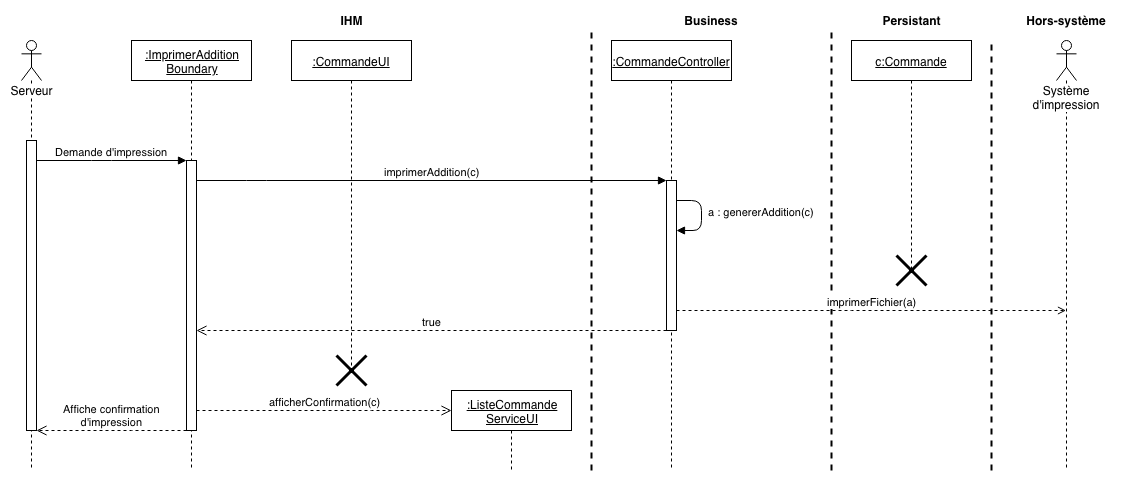 IHM
Business
Persistant
Hors-système
:ImprimerAddition
Boundary
:CommandeUI
:CommandeController
c:Commande
Serveur
Système
d'impression
Demande d'impression
imprimerAddition(c)
a : genererAddition(c)
imprimerFichier(a)
true
afficherConfirmation(c)
:ListeCommande
ServiceUI
Affiche confirmation
d'impression